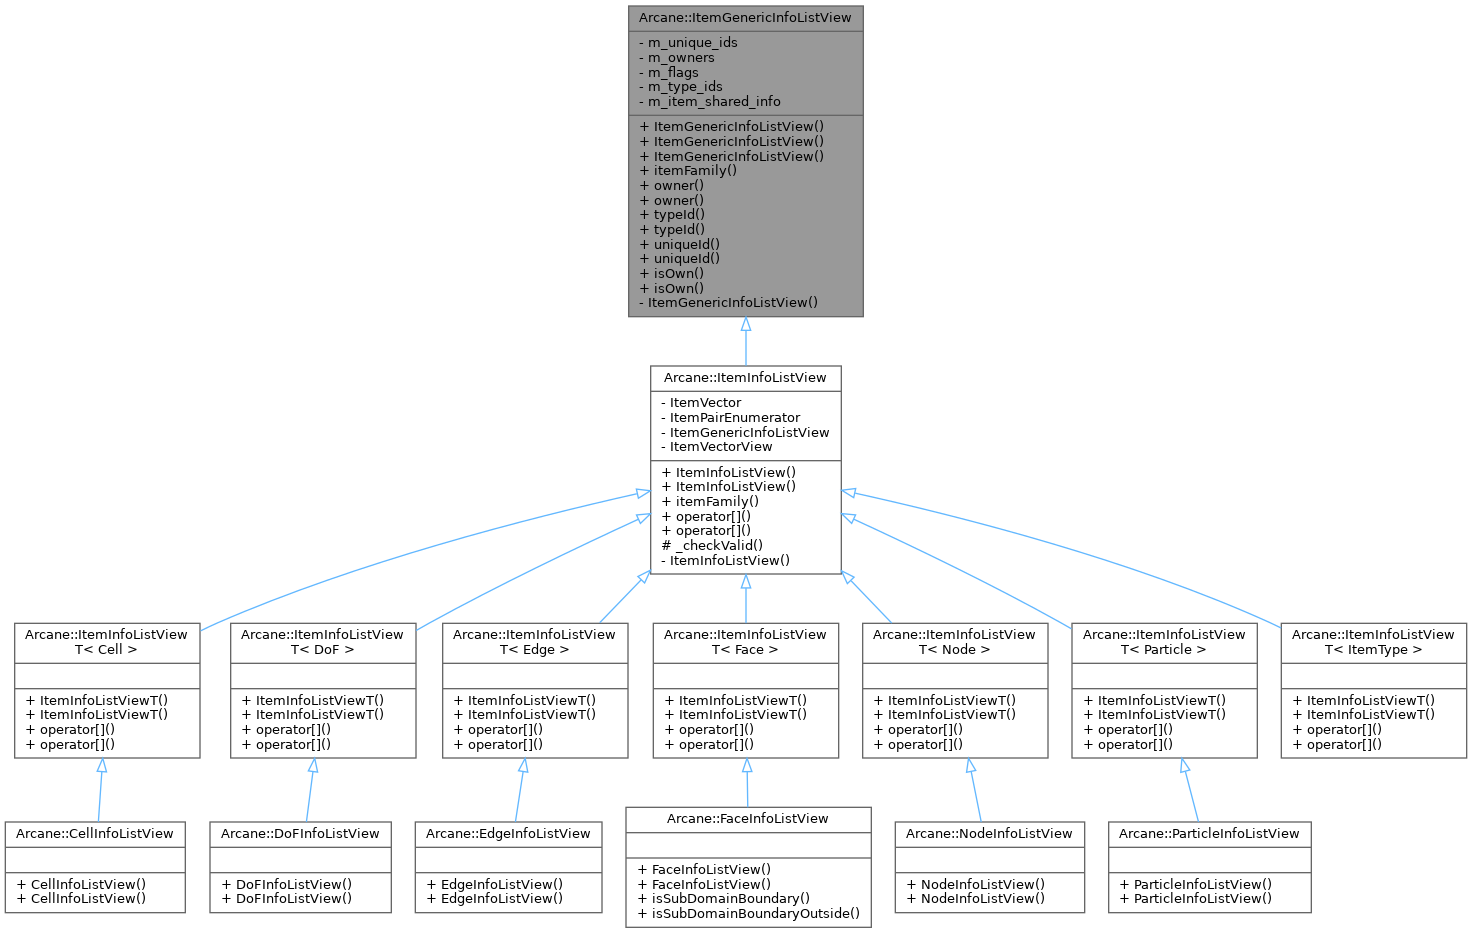 Arcane::ItemGenericInfoListView
- m_unique_ids
- m_owners
- m_flags
- m_type_ids
- m_item_shared_info
+ ItemGenericInfoListView()
+ ItemGenericInfoListView()
+ ItemGenericInfoListView()
+ itemFamily()
+ owner()
+ owner()
+ typeId()
+ typeId()
+ uniqueId()
+ uniqueId()
+ isOwn()
+ isOwn()
- ItemGenericInfoListView()
Arcane::ItemInfoListView
- ItemVector
- ItemPairEnumerator
- ItemGenericInfoListView
- ItemVectorView
+ ItemInfoListView()
+ ItemInfoListView()
+ itemFamily()
+ operator[]()
+ operator[]()
# _checkValid()
- ItemInfoListView()
Arcane::ItemInfoListView
T< Cell >
+ ItemInfoListViewT()
+ ItemInfoListViewT()
+ operator[]()
+ operator[]()
Arcane::ItemInfoListView
T< DoF >
+ ItemInfoListViewT()
+ ItemInfoListViewT()
+ operator[]()
+ operator[]()
Arcane::ItemInfoListView
T< Edge >
+ ItemInfoListViewT()
+ ItemInfoListViewT()
+ operator[]()
+ operator[]()
Arcane::ItemInfoListView
T< Face >
+ ItemInfoListViewT()
+ ItemInfoListViewT()
+ operator[]()
+ operator[]()
Arcane::ItemInfoListView
T< Node >
+ ItemInfoListViewT()
+ ItemInfoListViewT()
+ operator[]()
+ operator[]()
Arcane::ItemInfoListView
T< Particle >
+ ItemInfoListViewT()
+ ItemInfoListViewT()
+ operator[]()
+ operator[]()
Arcane::ItemInfoListView
T< ItemType >
+ ItemInfoListViewT()
+ ItemInfoListViewT()
+ operator[]()
+ operator[]()
Arcane::CellInfoListView
+ CellInfoListView()
+ CellInfoListView()
Arcane::DoFInfoListView
+ DoFInfoListView()
+ DoFInfoListView()
Arcane::EdgeInfoListView
+ EdgeInfoListView()
+ EdgeInfoListView()
Arcane::FaceInfoListView
+ FaceInfoListView()
+ FaceInfoListView()
+ isSubDomainBoundary()
+ isSubDomainBoundaryOutside()
Arcane::NodeInfoListView
+ NodeInfoListView()
+ NodeInfoListView()
Arcane::ParticleInfoListView
+ ParticleInfoListView()
+ ParticleInfoListView()